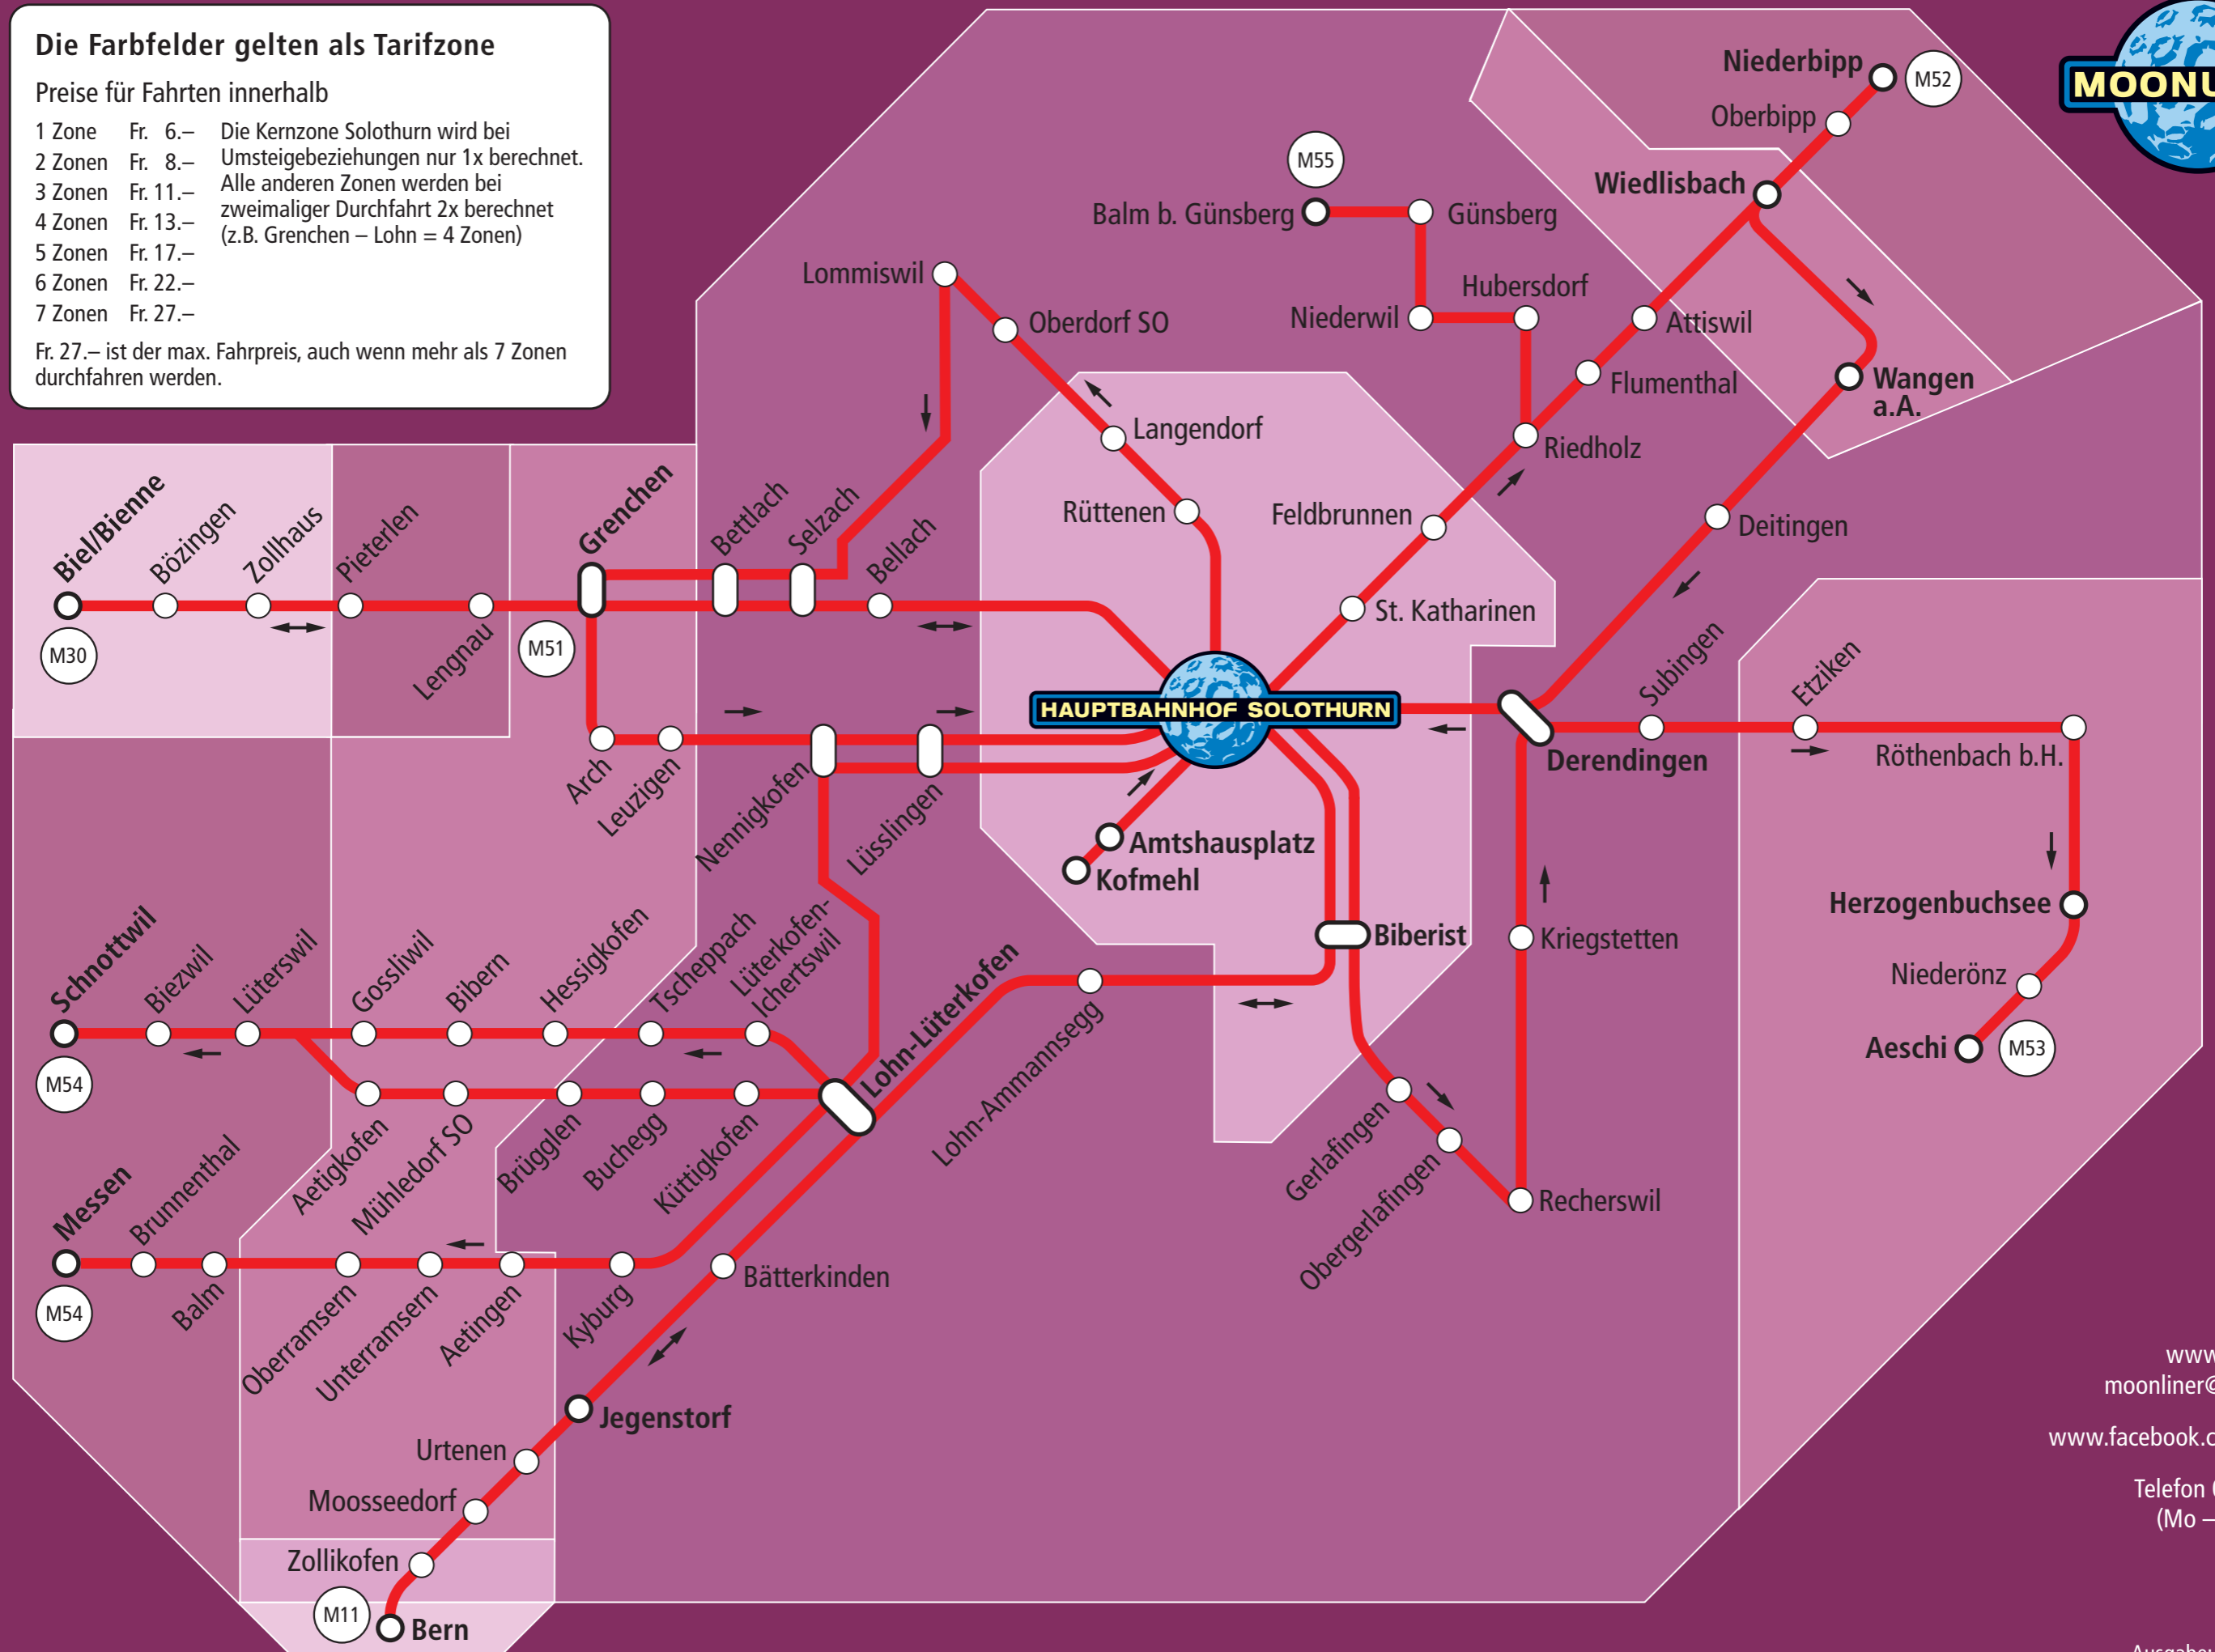 Die Farbfelder gelten als Tarifzone
Preise für Fahrten innerhalb
1 Zone Fr. 6.–
2 Zonen Fr. 8.–
3 Zonen Fr. 11.–
4 Zonen Fr. 13.–
5 Zonen Fr. 17.–
6 Zonen Fr. 22.–
7 Zonen Fr. 27.–
Die Kernzone Solothurn wird bei
Umsteigebeziehungen nur 1x berechnet.
Alle anderen Zonen werden bei
zweimaliger Durchfahrt 2x berechnet
(z.B. Grenchen – Lohn = 4 Zonen)
Fr. 27.– ist der max. Fahrpreis, auch wenn mehr als 7 Zonen
durchfahren werden.
Niederbipp
M52
Oberbipp
Wiedlisbach
M55
Balm b. Günsberg
Günsberg
Niederwil
Hubersdorf
Attiswil
Flumenthal
Wangen
a.A.
Riedholz
Deitingen
Lommiswil
Oberdorf SO
Langendorf
Rüttenen
Feldbrunnen
St. Katharinen
Biel/Bienne
Bözingen
Zollhaus
Pieterlen
Lengnau
Grenchen
Bettlach
Selzach
Bellach
M30
M51
HAUPTBAHNHOF SOLOTHURN
Arch
Leuzigen
Nennigkofen
Lüsslingen
Amtshausplatz
Kofmehl
Derendingen
Subingen
Etziken
Röthenbach b.H.
Herzogenbuchsee
Niederönz
Aeschi
M53
Biberist
Kriegstetten
Schnottwil
Biezwil
Lüterswil
Gossliwil
Bibern
Hessigkofen
Tscheppach
Lüterkofen-
Ichertswil
Lohn-Lüterkofen
Lohn-Ammannsegg
M54
Aetigkofen
Mühledorf SO
Brügglen
Buchegg
Küttigkofen
Gerlafingen
Obergerlafingen
Recherswil
Messen
Brunnenthal
Balm
Oberramsern
Unterramsern
Aetingen
Kyburg
Bätterkinden
M54
Jegenstorf
Urtenen
Moosseedorf
Zollikofen
M11
Bern
www
moonliner@
www.facebook.c
Telefon
(Mo –